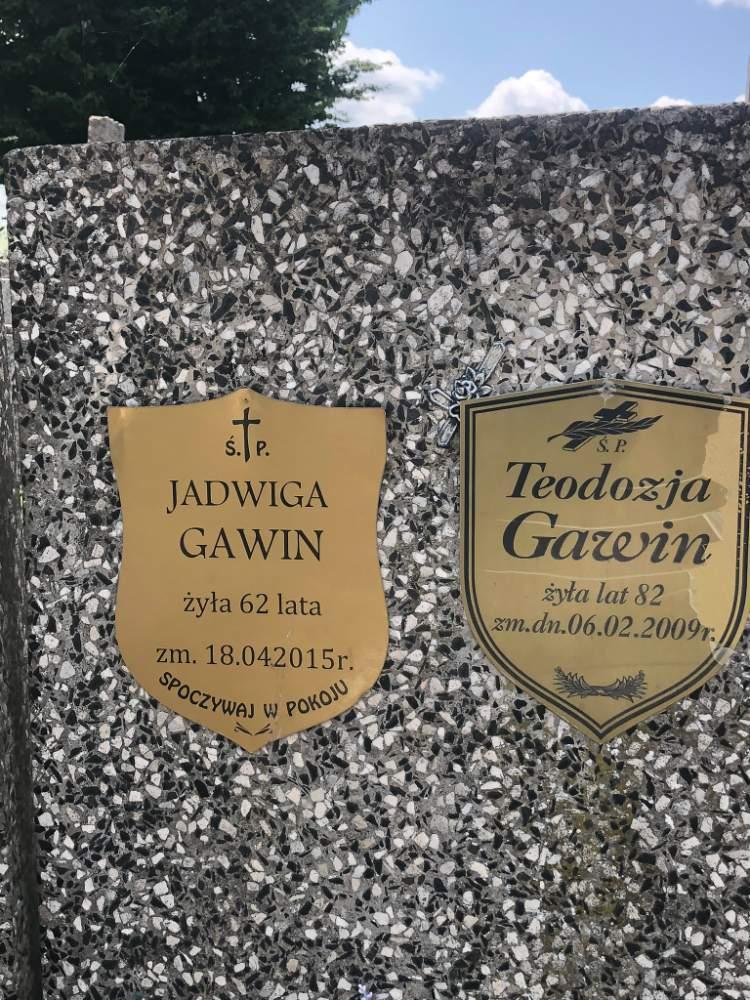 Ś. P.
JADWIGA
GAWIN
żyła 62 lata
zm. 18.042015r.
SPOCZYWAJ W POKOJU
Ś. P.
Teodozja
Gawin
żyła lat 82
zm.dn.06.02.2009r.